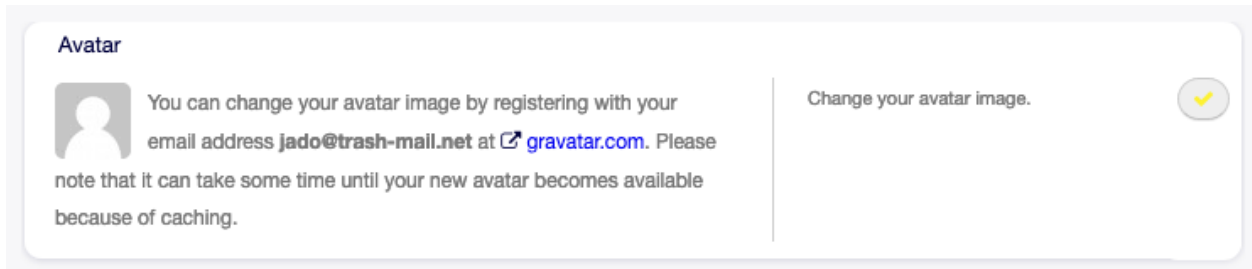 Avatar
You can change your avatar image by registering with your
email address jado@trash-mail.net at gravatar.com. Please
note that it can take some time until your new avatar becomes available
because of caching.
Change your avatar image.